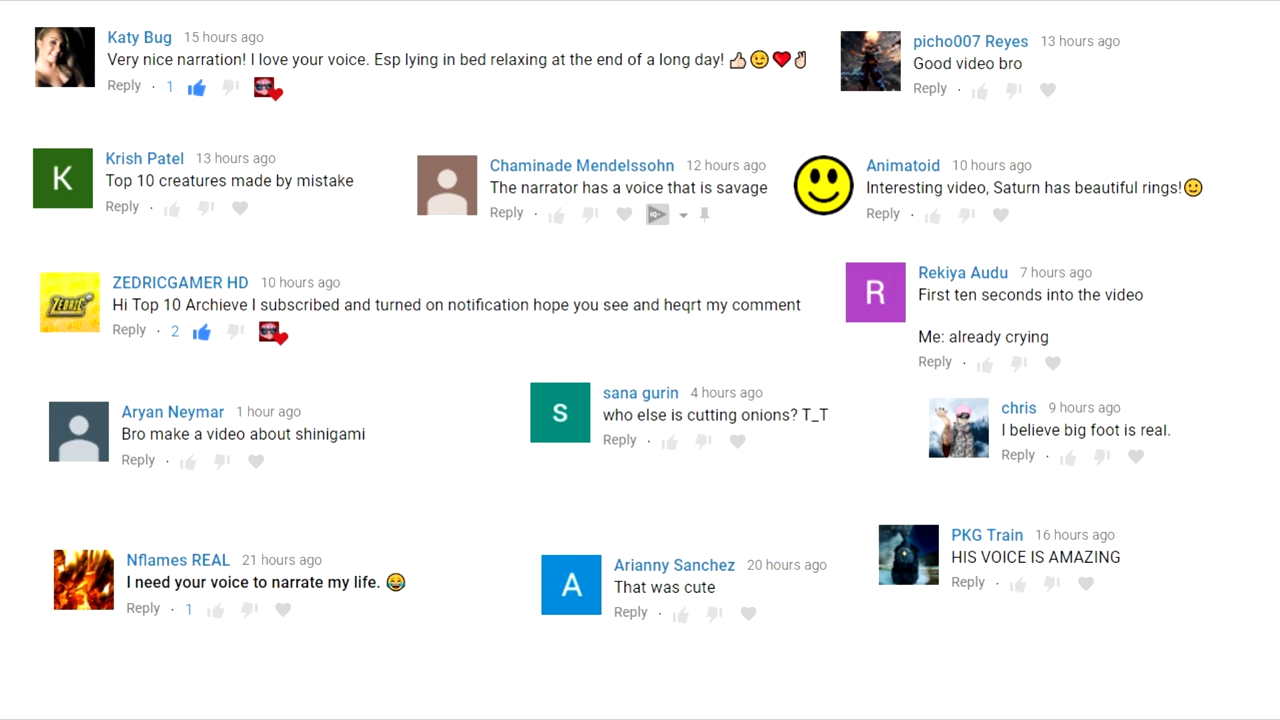 Katy Bug 15 hours ago
Very nice narration! I love your voice. Esp lying in bed relaxing at the end of a long day! 👍😉❤️✌
Reply · 1
picho007 Reyes 13 hours ago
Good video bro
Reply ·
K
Krish Patel 13 hours ago
Top 10 creatures made by mistake
Reply ·
Chaminade Mendelssohn 12 hours ago
The narrator has a voice that is savage
Reply ·
Animatoid 10 hours ago
Interesting video, Saturn has beautiful rings!🙂
Reply ·
ZEDRIC
ZEDRICGAMER HD 10 hours ago
Hi Top 10 Archieve I subscribed and turned on notification hope you see and heqrt my comment
Reply · 2
R
Rekiya Audu 7 hours ago
First ten seconds into the video
Me: already crying
Reply ·
Aryan Neymar 1 hour ago
Bro make a video about shinigami
Reply ·
S
sana gurin 4 hours ago
who else is cutting onions? T_T
Reply ·
chris 9 hours ago
I believe big foot is real.
Reply ·
Nflames REAL 21 hours ago
I need your voice to narrate my life. 😂
Reply · 1
A
Arianny Sanchez 20 hours ago
That was cute
Reply ·
PKG Train 16 hours ago
HIS VOICE IS AMAZING
Reply ·